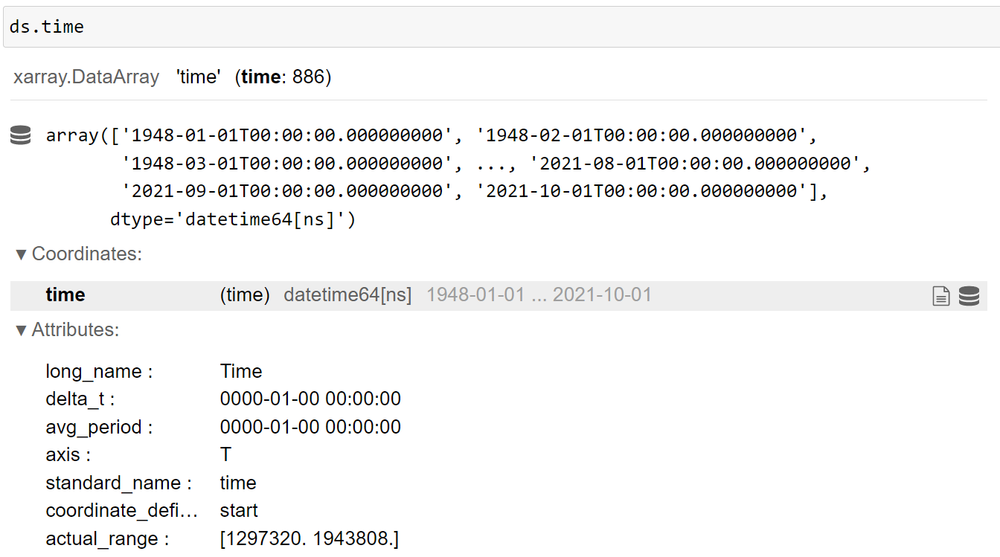 ds.time
xarray.DataArray 'time' (time: 886)
array(['1948-01-01T00:00:00.000000000', '1948-02-01T00:00:00.000000000',
'1948-03-01T00:00:00.000000000', ..., '2021-08-01T00:00:00.000000000',
'2021-09-01T00:00:00.000000000', '2021-10-01T00:00:00.000000000'],
dtype='datetime64[ns]')
▼ Coordinates:
time (time) datetime64[ns] 1948-01-01 ... 2021-10-01
▼ Attributes:
long_name : Time
delta_t : 0000-01-00 00:00:00
avg_period : 0000-01-00 00:00:00
axis : T
standard_name : time
coordinate_defi... start
actual_range : [1297320. 1943808.]